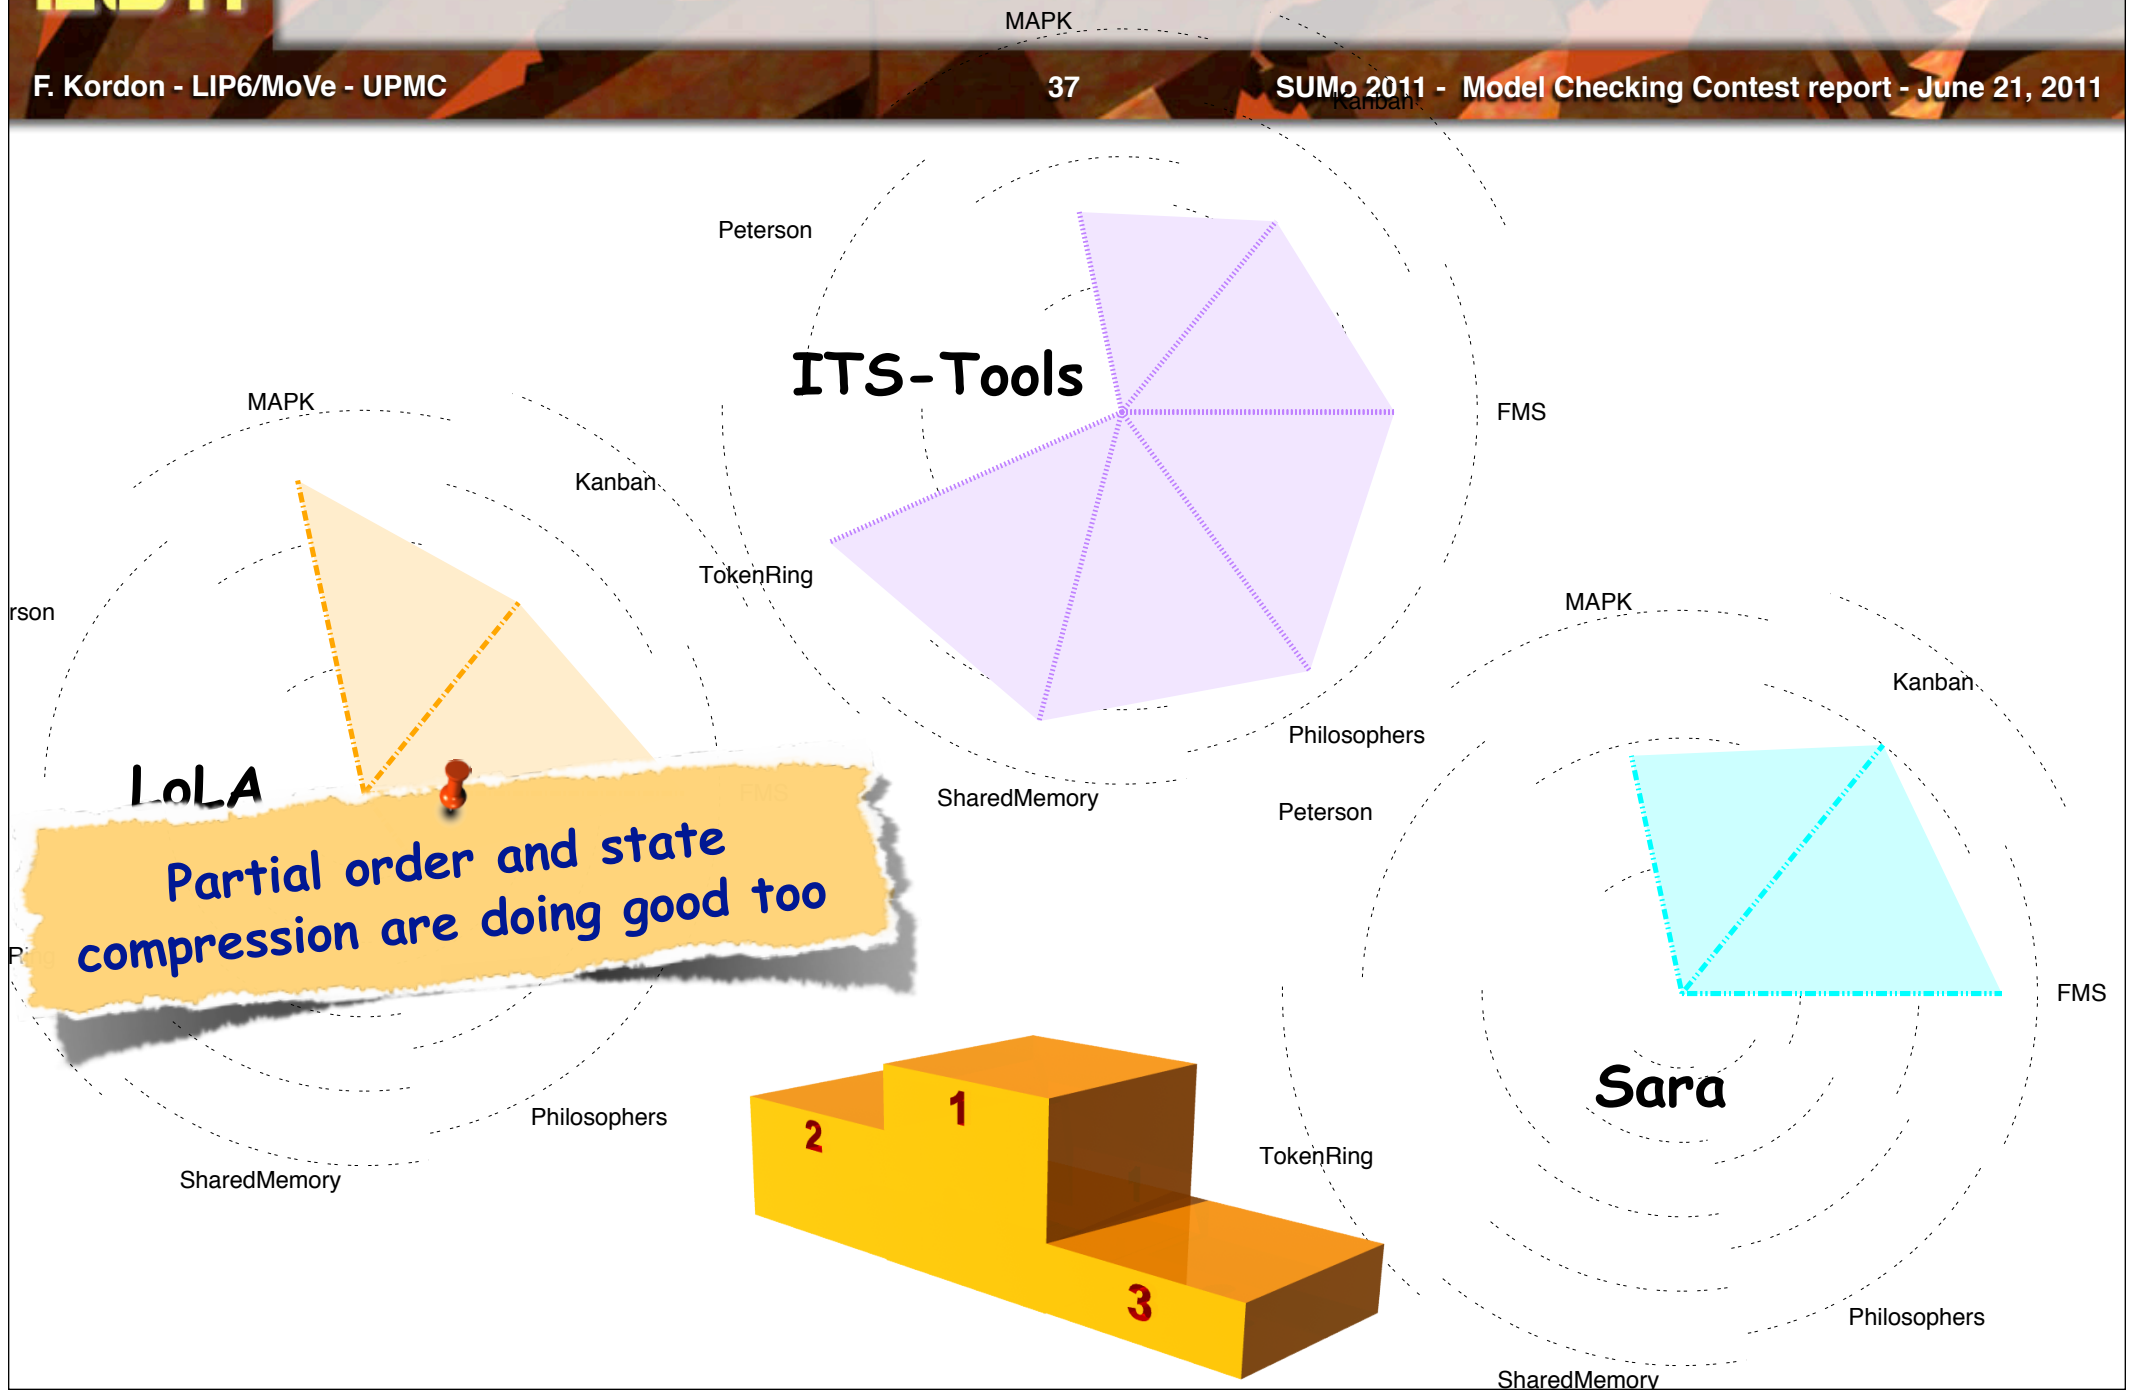 MAPK
F. Kordon - LIP6/MoVe - UPMC
37
SUMo 2011 - Model Checking Contest report - June 21, 2011
Kanban
Peterson
ITS-Tools
FMS
MAPK
Kanban
TokenRing
rson
MAPK
Kanban
Philosophers
LoLA
FMS
SharedMemory
Peterson
Partial order and state
compression are doing good too
FMS
Sara
Philosophers
1
2
TokenRing
SharedMemory
3
Philosophers
SharedMemory